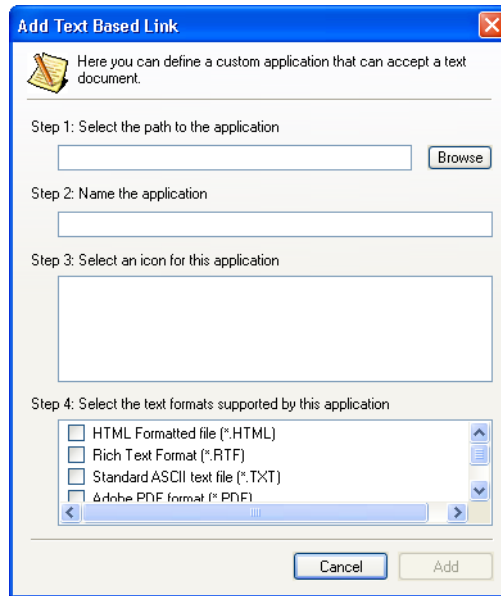 Add Text Based Link
Here you can define a custom application that can accept a text
document.
Step 1: Select the path to the application
Browse
Step 2: Name the application
Step 3: Select an icon for this application
Step 4: Select the text formats supported by this application
HTML Formatted file (*.HTML)
Rich Text Format (*.RTF)
Standard ASCII text file (*.TXT)
Adobe PDF format (*.PDF)
Cancel
Add